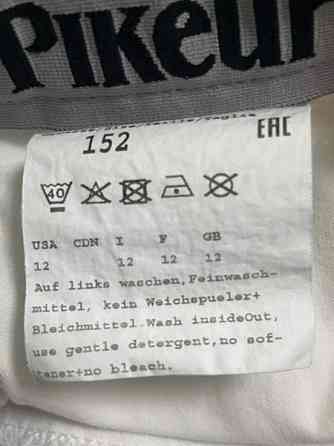 Pikeur
152 EAC
40
USA CDN I F GB
12 12 12 12
Auf links waschen,Feinwasch-
mittel, kein Weichspueler+
Bleichmittel.Wash insideOut,
use gentle detergent,no sof-
tener+no bleach.